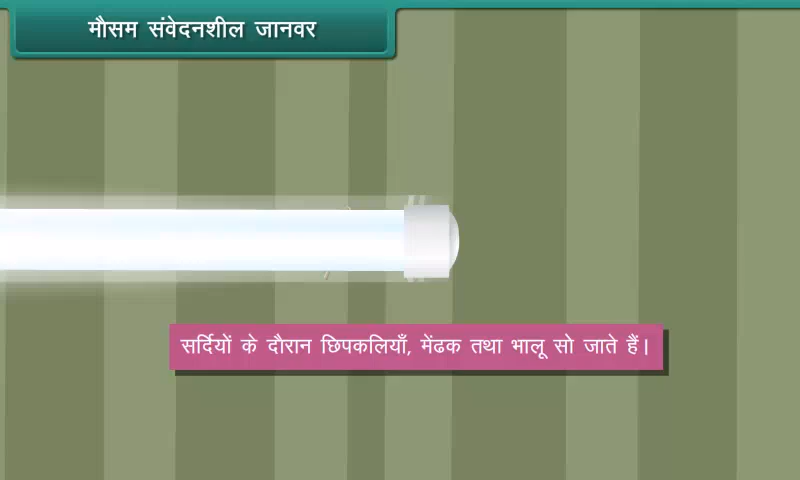 मौसम संवेदनशील जानवर
सर्दियों के दौरान छिपकलियाँ, मेंढक तथा भालू सो जाते हैं।